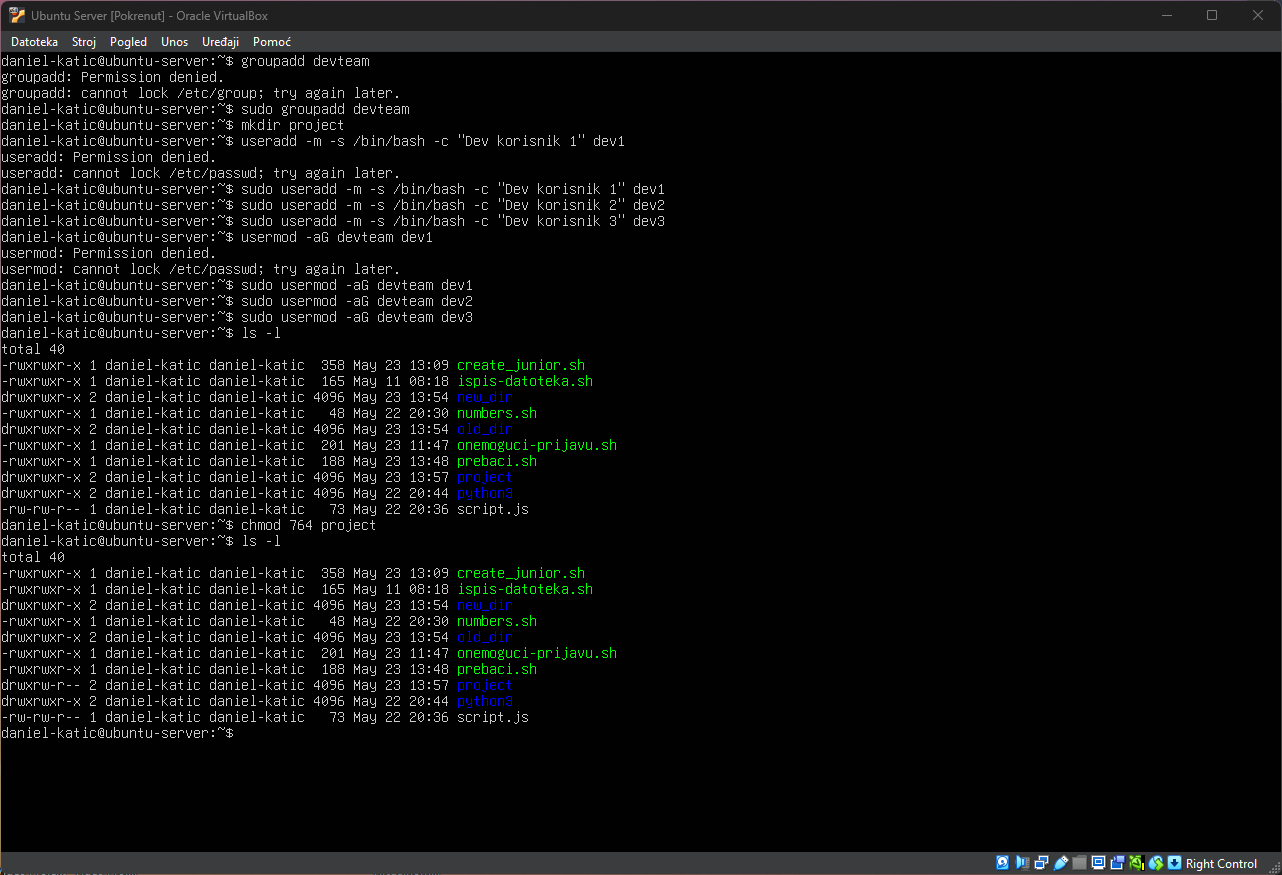 Ubuntu Server [Pokrenut] - Oracle VirtualBox
Datoteka Stroj Pogled Unos Uređaji Pomoć
daniel-katic@ubuntu-server:~$ groupadd devteam
groupadd: Permission denied.
groupadd: cannot lock /etc/group; try again later.
daniel-katic@ubuntu-server:~$ sudo groupadd devteam
daniel-katic@ubuntu-server:~$ mkdir project
daniel-katic@ubuntu-server:~$ useradd -m -s /bin/bash -c "Dev korisnik 1" dev1
useradd: Permission denied.
useradd: cannot lock /etc/passwd; try again later.
daniel-katic@ubuntu-server:~$ sudo useradd -m -s /bin/bash -c "Dev korisnik 1" dev1
daniel-katic@ubuntu-server:~$ sudo useradd -m -s /bin/bash -c "Dev korisnik 2" dev2
daniel-katic@ubuntu-server:~$ sudo useradd -m -s /bin/bash -c "Dev korisnik 3" dev3
daniel-katic@ubuntu-server:~$ usermod -aG devteam dev1
usermod: Permission denied.
usermod: cannot lock /etc/passwd; try again later.
daniel-katic@ubuntu-server:~$ sudo usermod -aG devteam dev1
daniel-katic@ubuntu-server:~$ sudo usermod -aG devteam dev2
daniel-katic@ubuntu-server:~$ sudo usermod -aG devteam dev3
daniel-katic@ubuntu-server:~$ ls -l
total 40
-rwxrwxr-x 1 daniel-katic daniel-katic  358 May 23 13:09 create_junior.sh
-rwxrwxr-x 1 daniel-katic daniel-katic  165 May 11 08:18 ispis-datoteka.sh
drwxrwxr-x 2 daniel-katic daniel-katic 4096 May 23 13:54 new_dir
-rwxrwxr-x 1 daniel-katic daniel-katic   48 May 22 20:30 numbers.sh
drwxrwxr-x 2 daniel-katic daniel-katic 4096 May 23 13:54 old_dir
-rwxrwxr-x 1 daniel-katic daniel-katic  201 May 23 11:47 onemoguci-prijavu.sh
-rwxrwxr-x 1 daniel-katic daniel-katic  188 May 23 13:48 prebaci.sh
drwxrwxr-x 2 daniel-katic daniel-katic 4096 May 23 13:57 project
drwxrwxr-x 2 daniel-katic daniel-katic 4096 May 22 20:44 python3
-rw-rw-r-- 1 daniel-katic daniel-katic   73 May 22 20:36 script.js
daniel-katic@ubuntu-server:~$ chmod 764 project
daniel-katic@ubuntu-server:~$ ls -l
total 40
-rwxrwxr-x 1 daniel-katic daniel-katic  358 May 23 13:09 create_junior.sh
-rwxrwxr-x 1 daniel-katic daniel-katic  165 May 11 08:18 ispis-datoteka.sh
drwxrwxr-x 2 daniel-katic daniel-katic 4096 May 23 13:54 new_dir
-rwxrwxr-x 1 daniel-katic daniel-katic   48 May 22 20:30 numbers.sh
drwxrwxr-x 2 daniel-katic daniel-katic 4096 May 23 13:54 old_dir
-rwxrwxr-x 1 daniel-katic daniel-katic  201 May 23 11:47 onemoguci-prijavu.sh
-rwxrwxr-x 1 daniel-katic daniel-katic  188 May 23 13:48 prebaci.sh
drwxrw-r-- 2 daniel-katic daniel-katic 4096 May 23 13:57 project
drwxrwxr-x 2 daniel-katic daniel-katic 4096 May 22 20:44 python3
-rw-rw-r-- 1 daniel-katic daniel-katic   73 May 22 20:36 script.js
daniel-katic@ubuntu-server:~$
Right Control